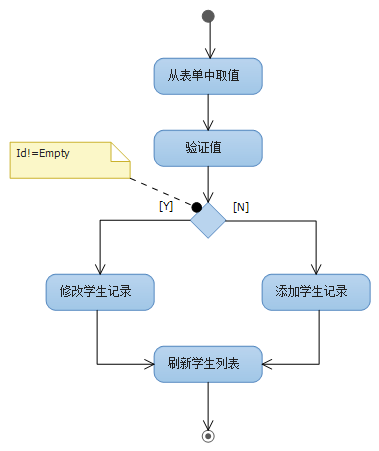 从表单中取值
验证值
Id!=Empty
[Y]
[N]
修改学生记录
添加学生记录
刷新学生列表